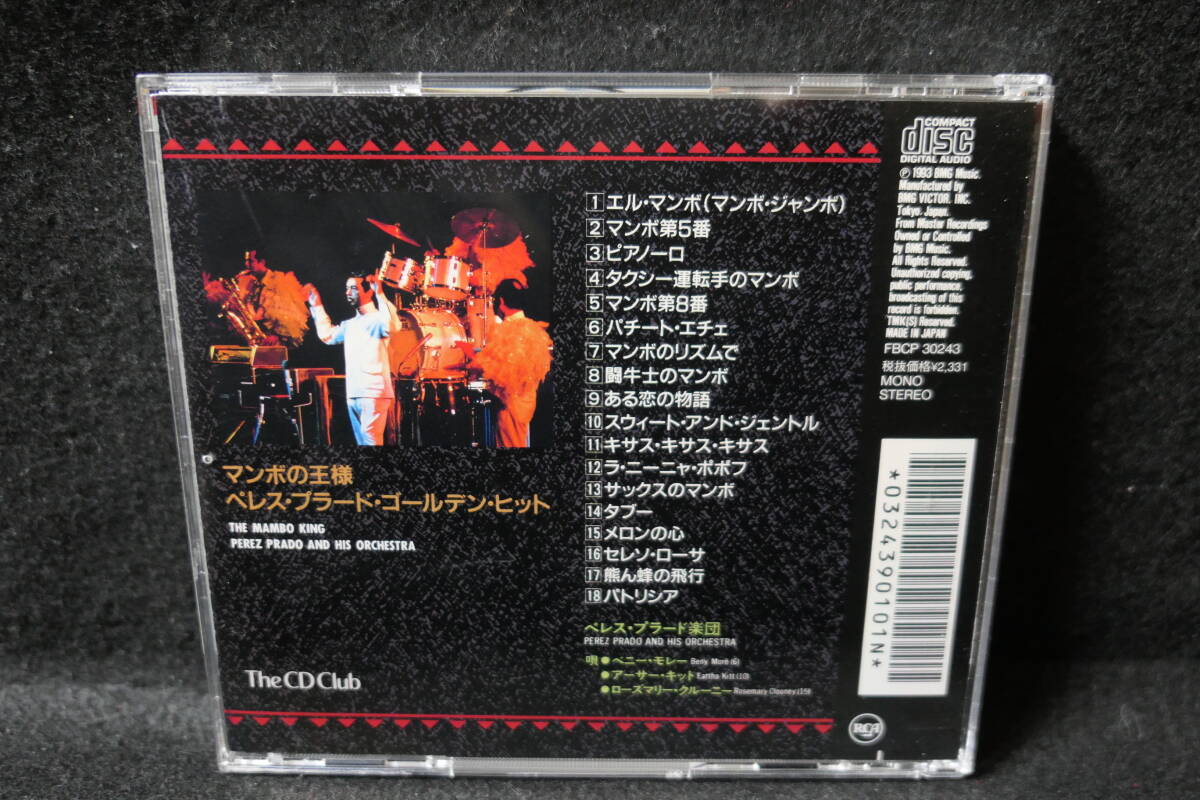 1 エル・マンボ(マンボ・ジャンボ)
2 マンボ第5番
3 ピアノーロ
4 タクシー運転手のマンボ
5 マンボ第8番
6 パチート・エチェ
7 マンボのリズムで
8 闘牛士のマンボ
9 ある恋の物語
10 スウィート・アンド・ジェントル
11 キサス・キサス・キサス
12 ラ・ニーニャ・ポポフ
13 サックスのマンボ
14 タブー
15 メロンの心
16 セレソ・ローサ
17 熊ん蜂の飛行
18 パトリシア
ペレス・プラード楽団
PEREZ PRADO AND HIS ORCHESTRA
唄●ベニー・モレー Beny Moré (6)
●アーサー・キット Eartha Kitt (10)
●ローズマリー・クルーニー Rosemary Clooney (15)
マンボの王様
ペレス・プラード・ゴールデン・ヒット
THE MAMBO KING
PEREZ PRADO AND HIS ORCHESTRA
The CD Club
COMPACT
disc
DIGITAL AUDIO
℗ 1993 BMG Music.
Manufactured by
BMG VICTOR, INC.
Tokyo. Japan.
From Master Recordings
Owned or Controlled
by BMG Music.
All Rights Reserved.
Unauthorized copying,
public performance,
broadcasting of this
record is forbidden.
TMK(S) Reserved.
MADE IN JAPAN
FBCP 30243
税抜価格¥2,331
MONO
STEREO
*0324390101N*
RCA